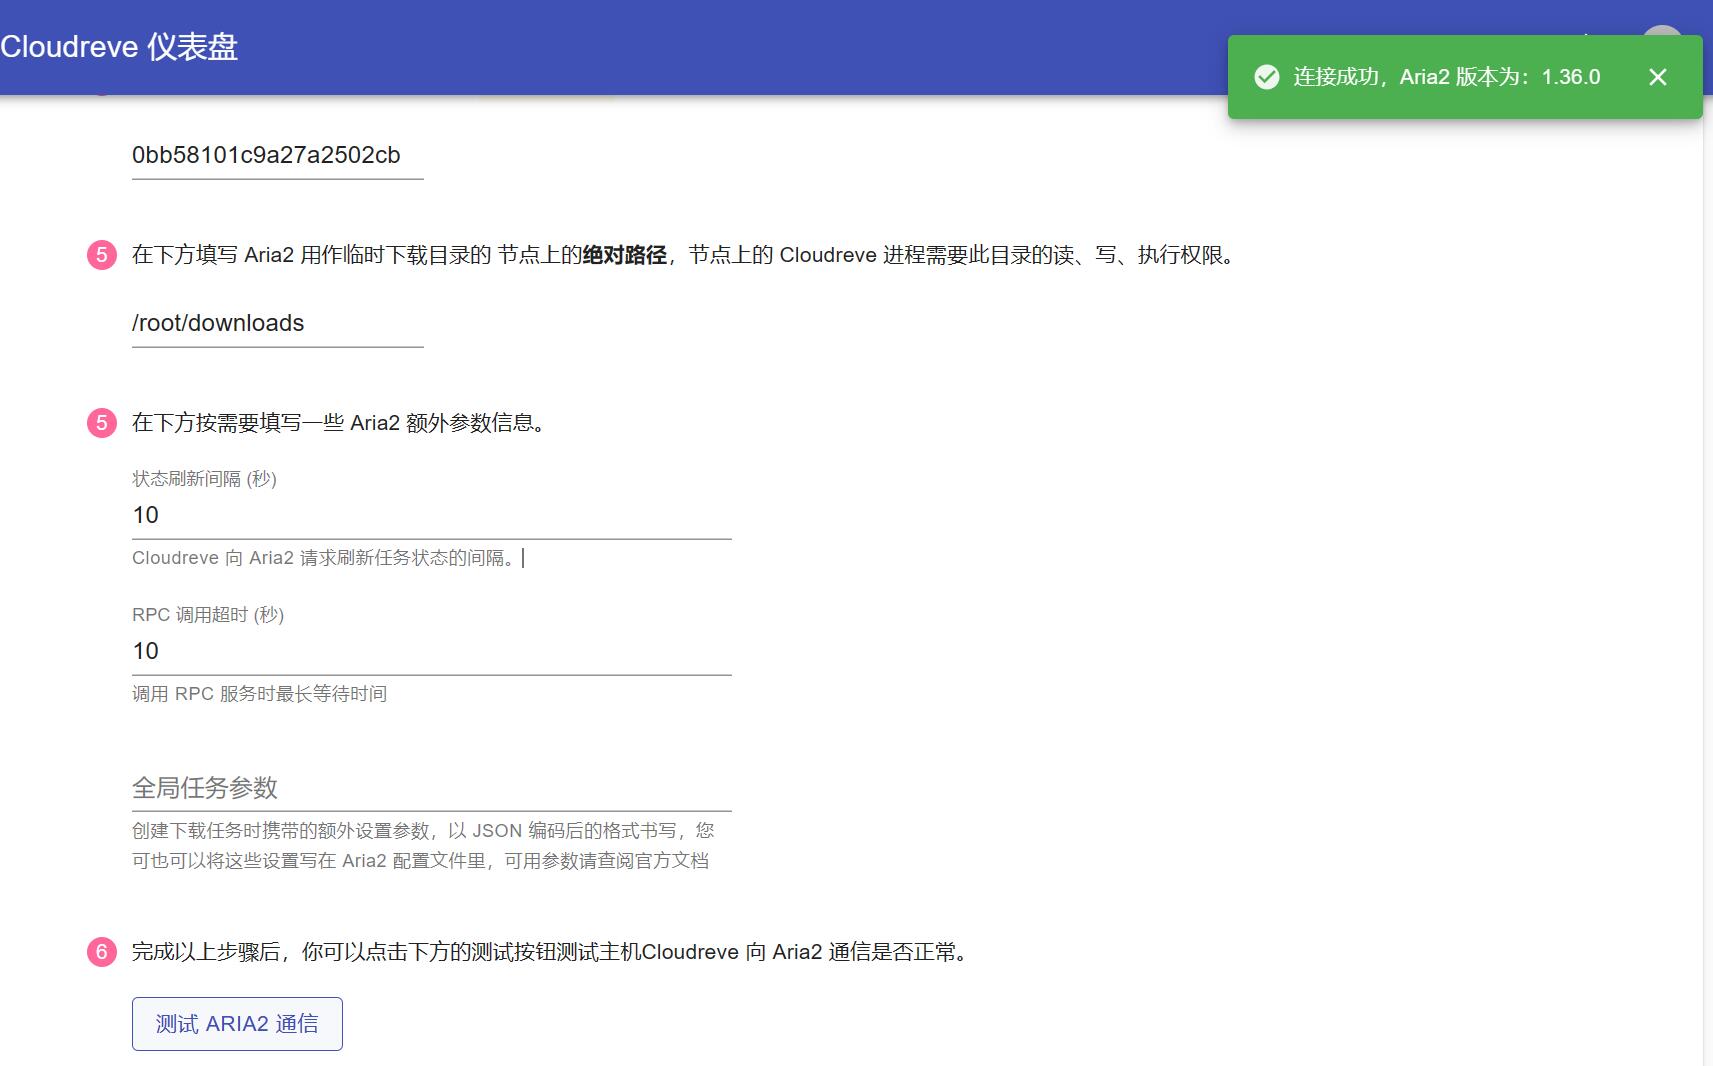 Cloudreve 仪表盘
连接成功，Aria2 版本为：1.36.0
0bb58101c9a27a2502cb
5 在下方填写 Aria2 用作临时下载目录的 节点上的绝对路径，节点上的 Cloudreve 进程需要此目录的读、写、执行权限。
/root/downloads
5 在下方按需要填写一些 Aria2 额外参数信息。
状态刷新间隔 (秒)
10
Cloudreve 向 Aria2 请求刷新任务状态的间隔。
RPC 调用超时 (秒)
10
调用 RPC 服务时最长等待时间
全局任务参数
创建下载任务时携带的额外设置参数，以 JSON 编码后的格式书写，您
可也可以将这些设置写在 Aria2 配置文件里，可用参数请查阅官方文档
6 完成以上步骤后，你可以点击下方的测试按钮测试主机Cloudreve 向 Aria2 通信是否正常。
测试 ARIA2 通信